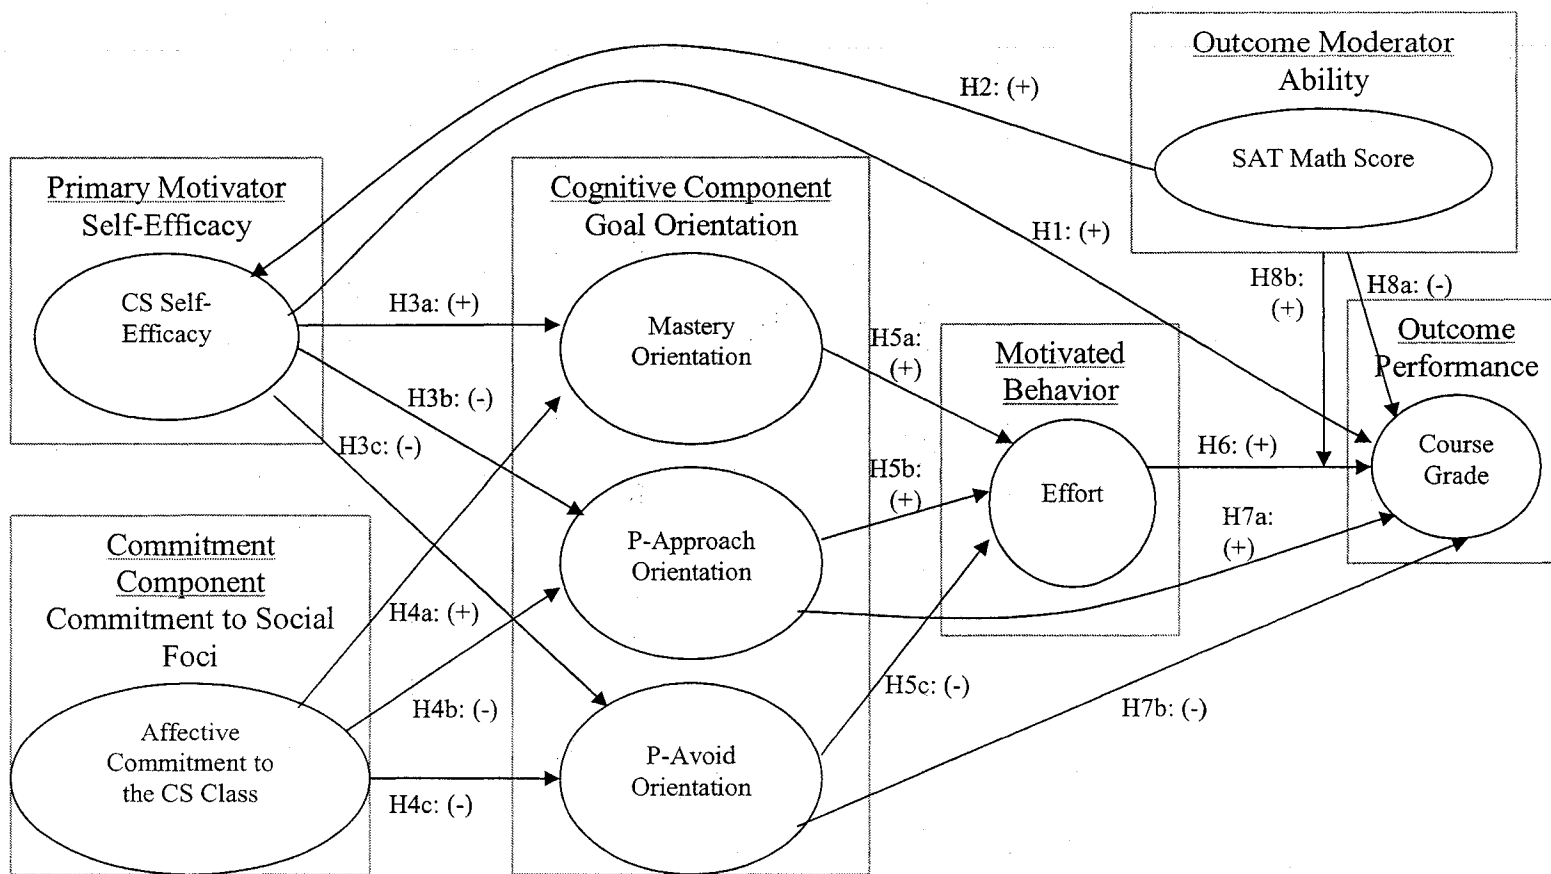 Outcome Moderator
Ability
SAT Math Score
H2: (+)
H1: (+)
Primary Motivator
Self-Efficacy
CS Self-
Efficacy
Cognitive Component
Goal Orientation
Mastery
Orientation
P-Approach
Orientation
P-Avoid
Orientation
H3a: (+)
H3b: (-)
H3c: (-)
Commitment
Component
Commitment to Social
Foci
Affective
Commitment to
the CS Class
H4a: (+)
H4b: (-)
H4c: (-)
H5a:
(+)
H5b:
(+)
H5c: (-)
Motivated
Behavior
Effort
H6: (+)
H7a:
(+)
H7b: (-)
H8b:
(+)
H8a: (-)
Outcome
Performance
Course
Grade